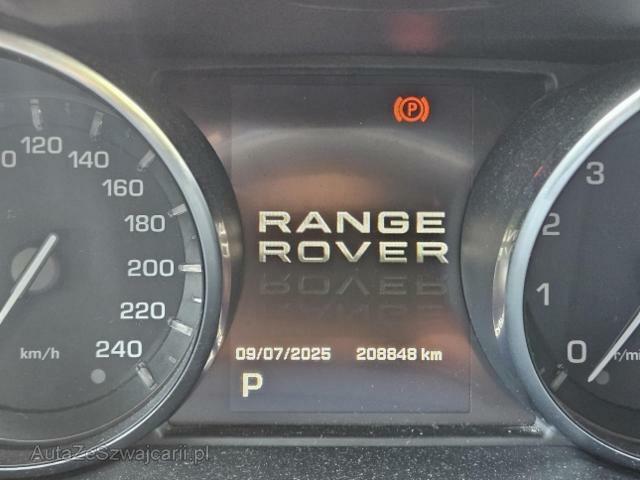 120
140
160
180
200
220
240
km/h
(P)
RANGE
ROVER
09/07/2025 208848 km
P
3
2
1
0
r/mi
AutaZeSzwajcarii.pl